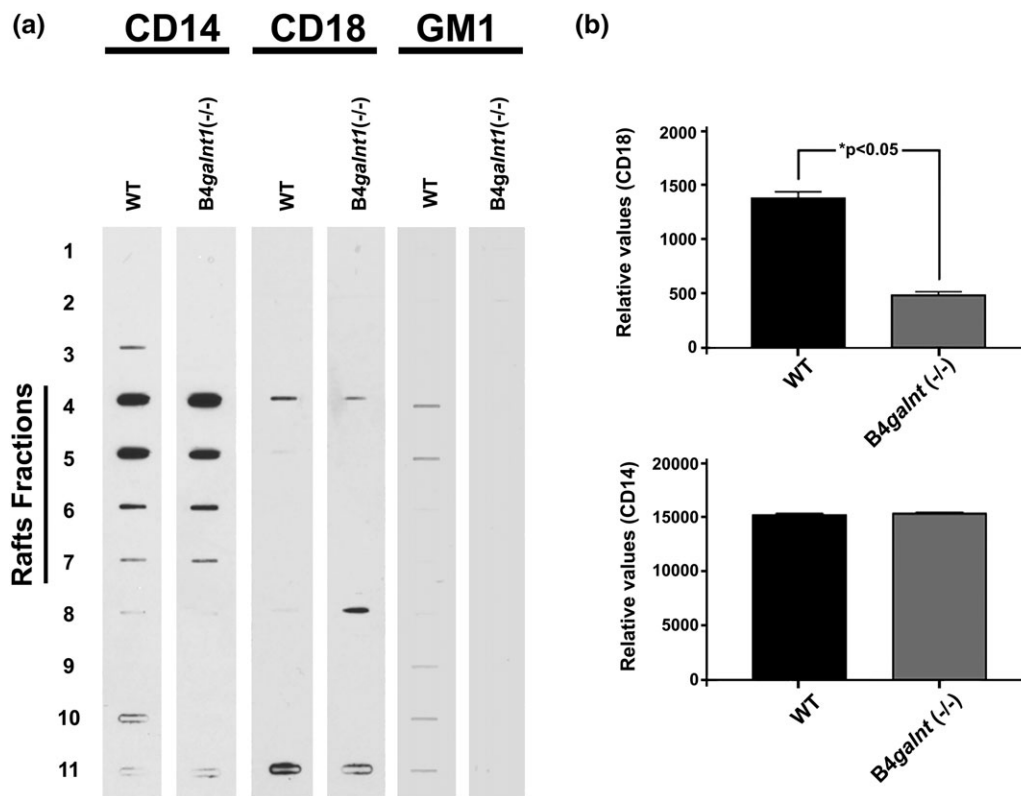 (a)
CD14 CD18 GM1
WT B4galnt1(-/-) WT B4galnt1(-/-) WT B4galnt1(-/-)
Rafts Fractions
1
2
3
4
5
6
7
8
9
10
11
(b)
Relative values (CD18)
2000
1500
1000
500
0
*p<0.05
WT
B4galnt (-/-)
Relative values (CD14)
20000
15000
10000
5000
0
WT
B4galnt (-/-)